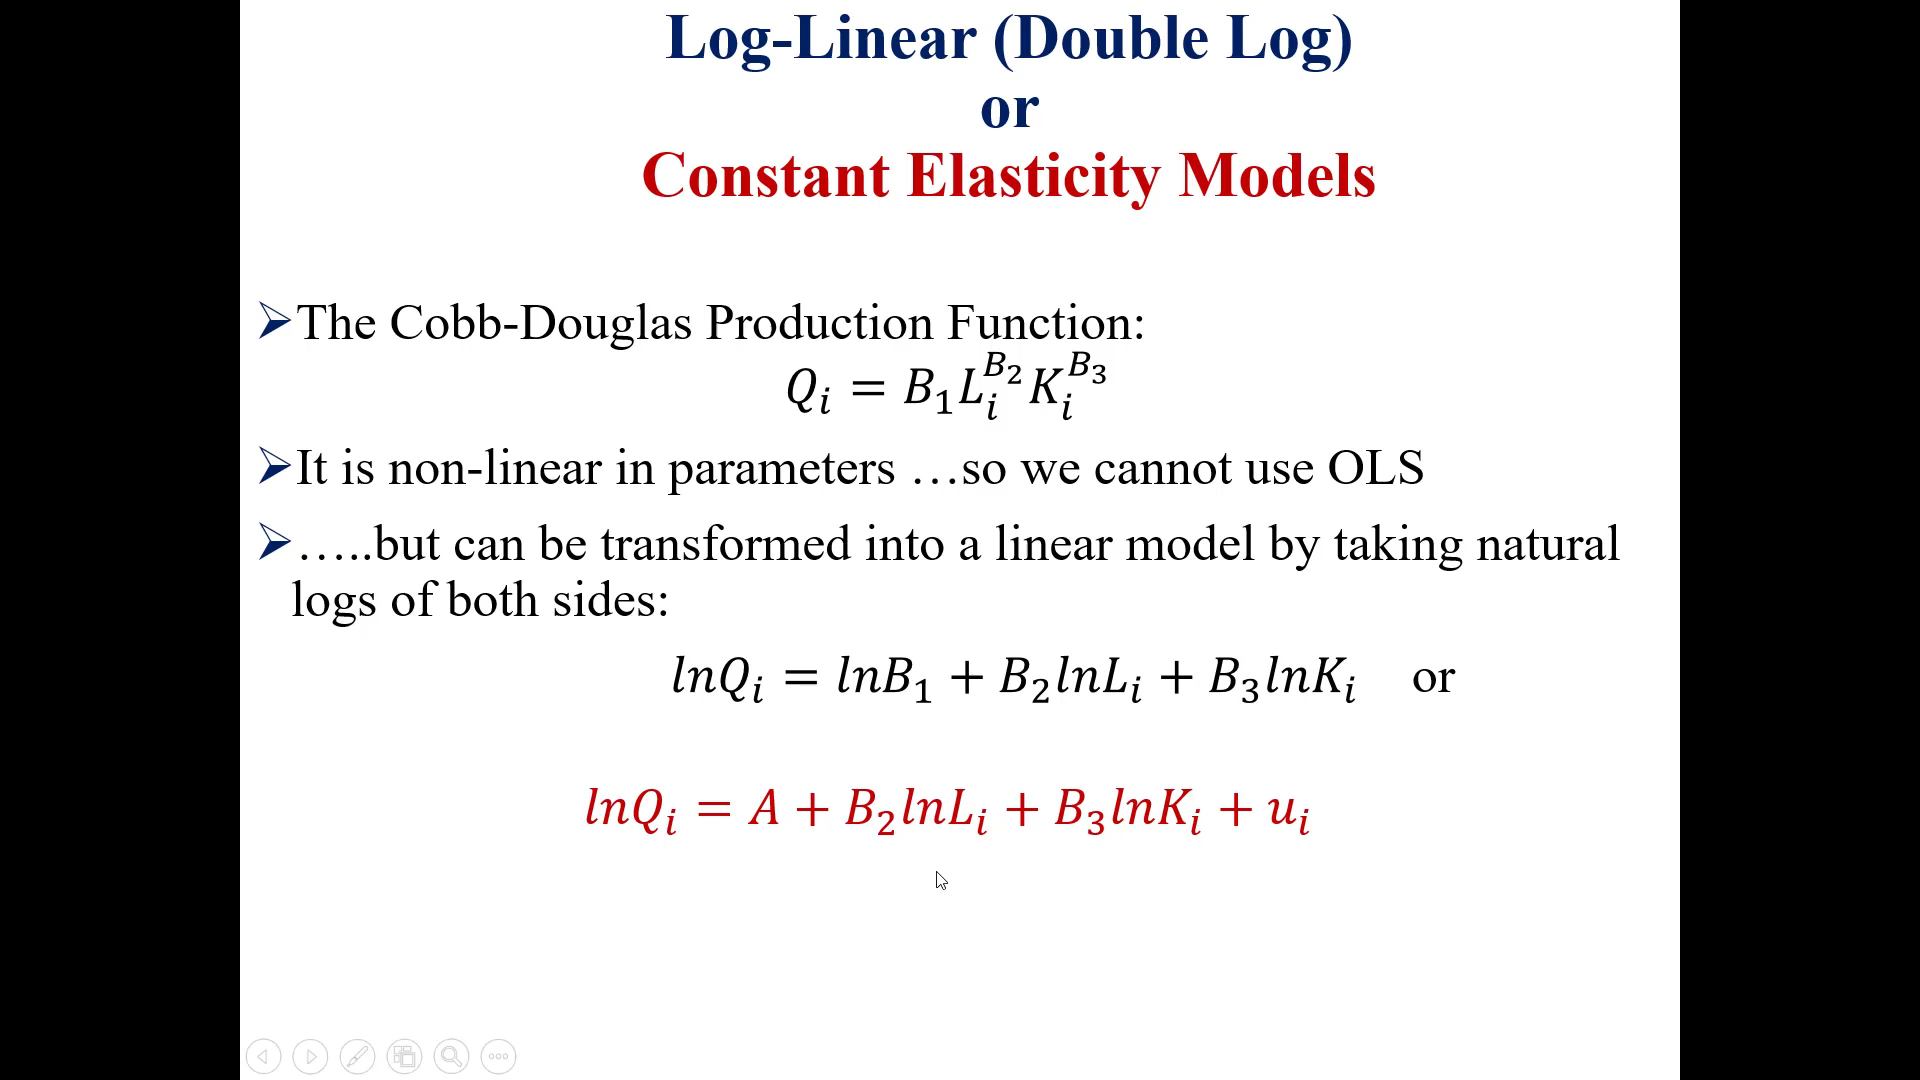 Log-Linear (Double Log)
or
Constant Elasticity Models
➢The Cobb-Douglas Production Function:
$Q_i = B_1 L_i^{B_2} K_i^{B_3}$
➢It is non-linear in parameters …so we cannot use OLS
➢…..but can be transformed into a linear model by taking natural
logs of both sides:
$lnQ_i = lnB_1 + B_2 lnL_i + B_3 lnK_i$ or
$lnQ_i = A + B_2 lnL_i + B_3 lnK_i + u_i$